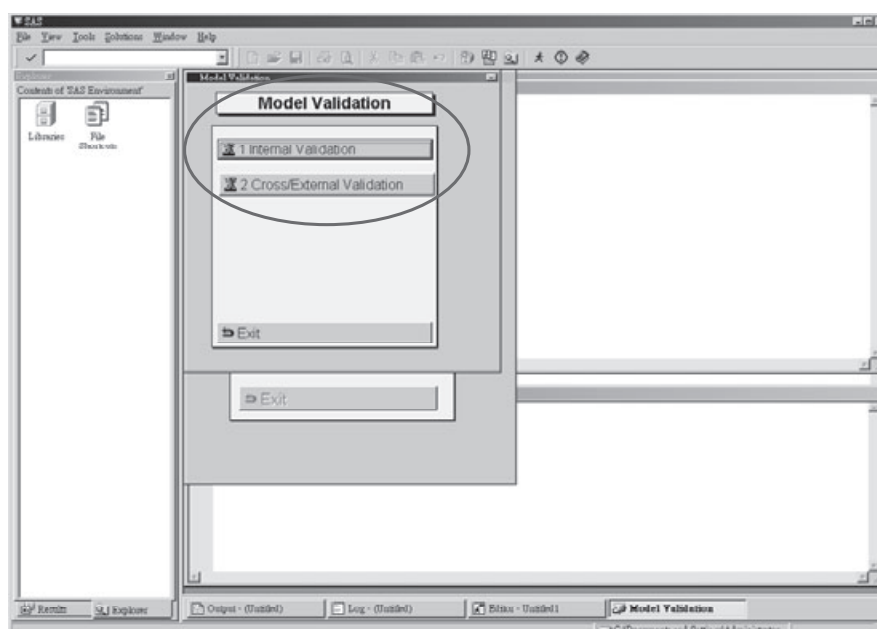 SAS
File View Tools Solutions Window Help
Explorer
Contents of 'SAS Environment'
Libraries
File Shortcuts
Model Validation
Model Validation
1 Internal Validation
2 Cross/External Validation
Exit
Exit
Results
Explorer
Output - (Untitled)
Log - (Untitled)
Editor - Untitled1
Model Validation